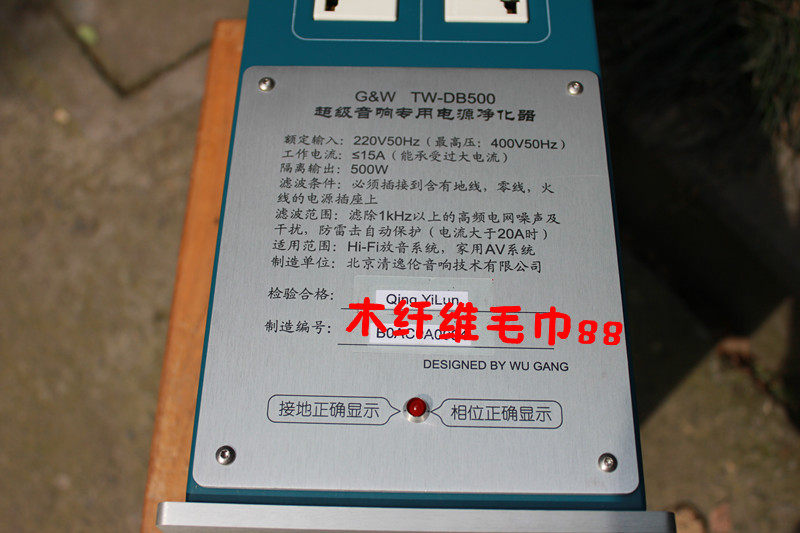 G&W TW-DB500
超级音响专用电源净化器
额定输入：220V50Hz（最高压：400V50Hz）
工作电流：≤15A（能承受过大电流）
隔离输出：500W
滤波条件：必须插接到含有地线，零线，火
线的电源插座上
滤波范围：滤除1kHz以上的高频电网噪声及
干扰，防雷击自动保护（电流大于20A时）
适用范围：Hi-Fi放音系统，家用AV系统
制造单位：北京清逸伦音响技术有限公司
检验合格：Qing YiLun
木纤维毛巾88
制造编号：
DESIGNED BY WU GANG
接地正确显示 相位正确显示